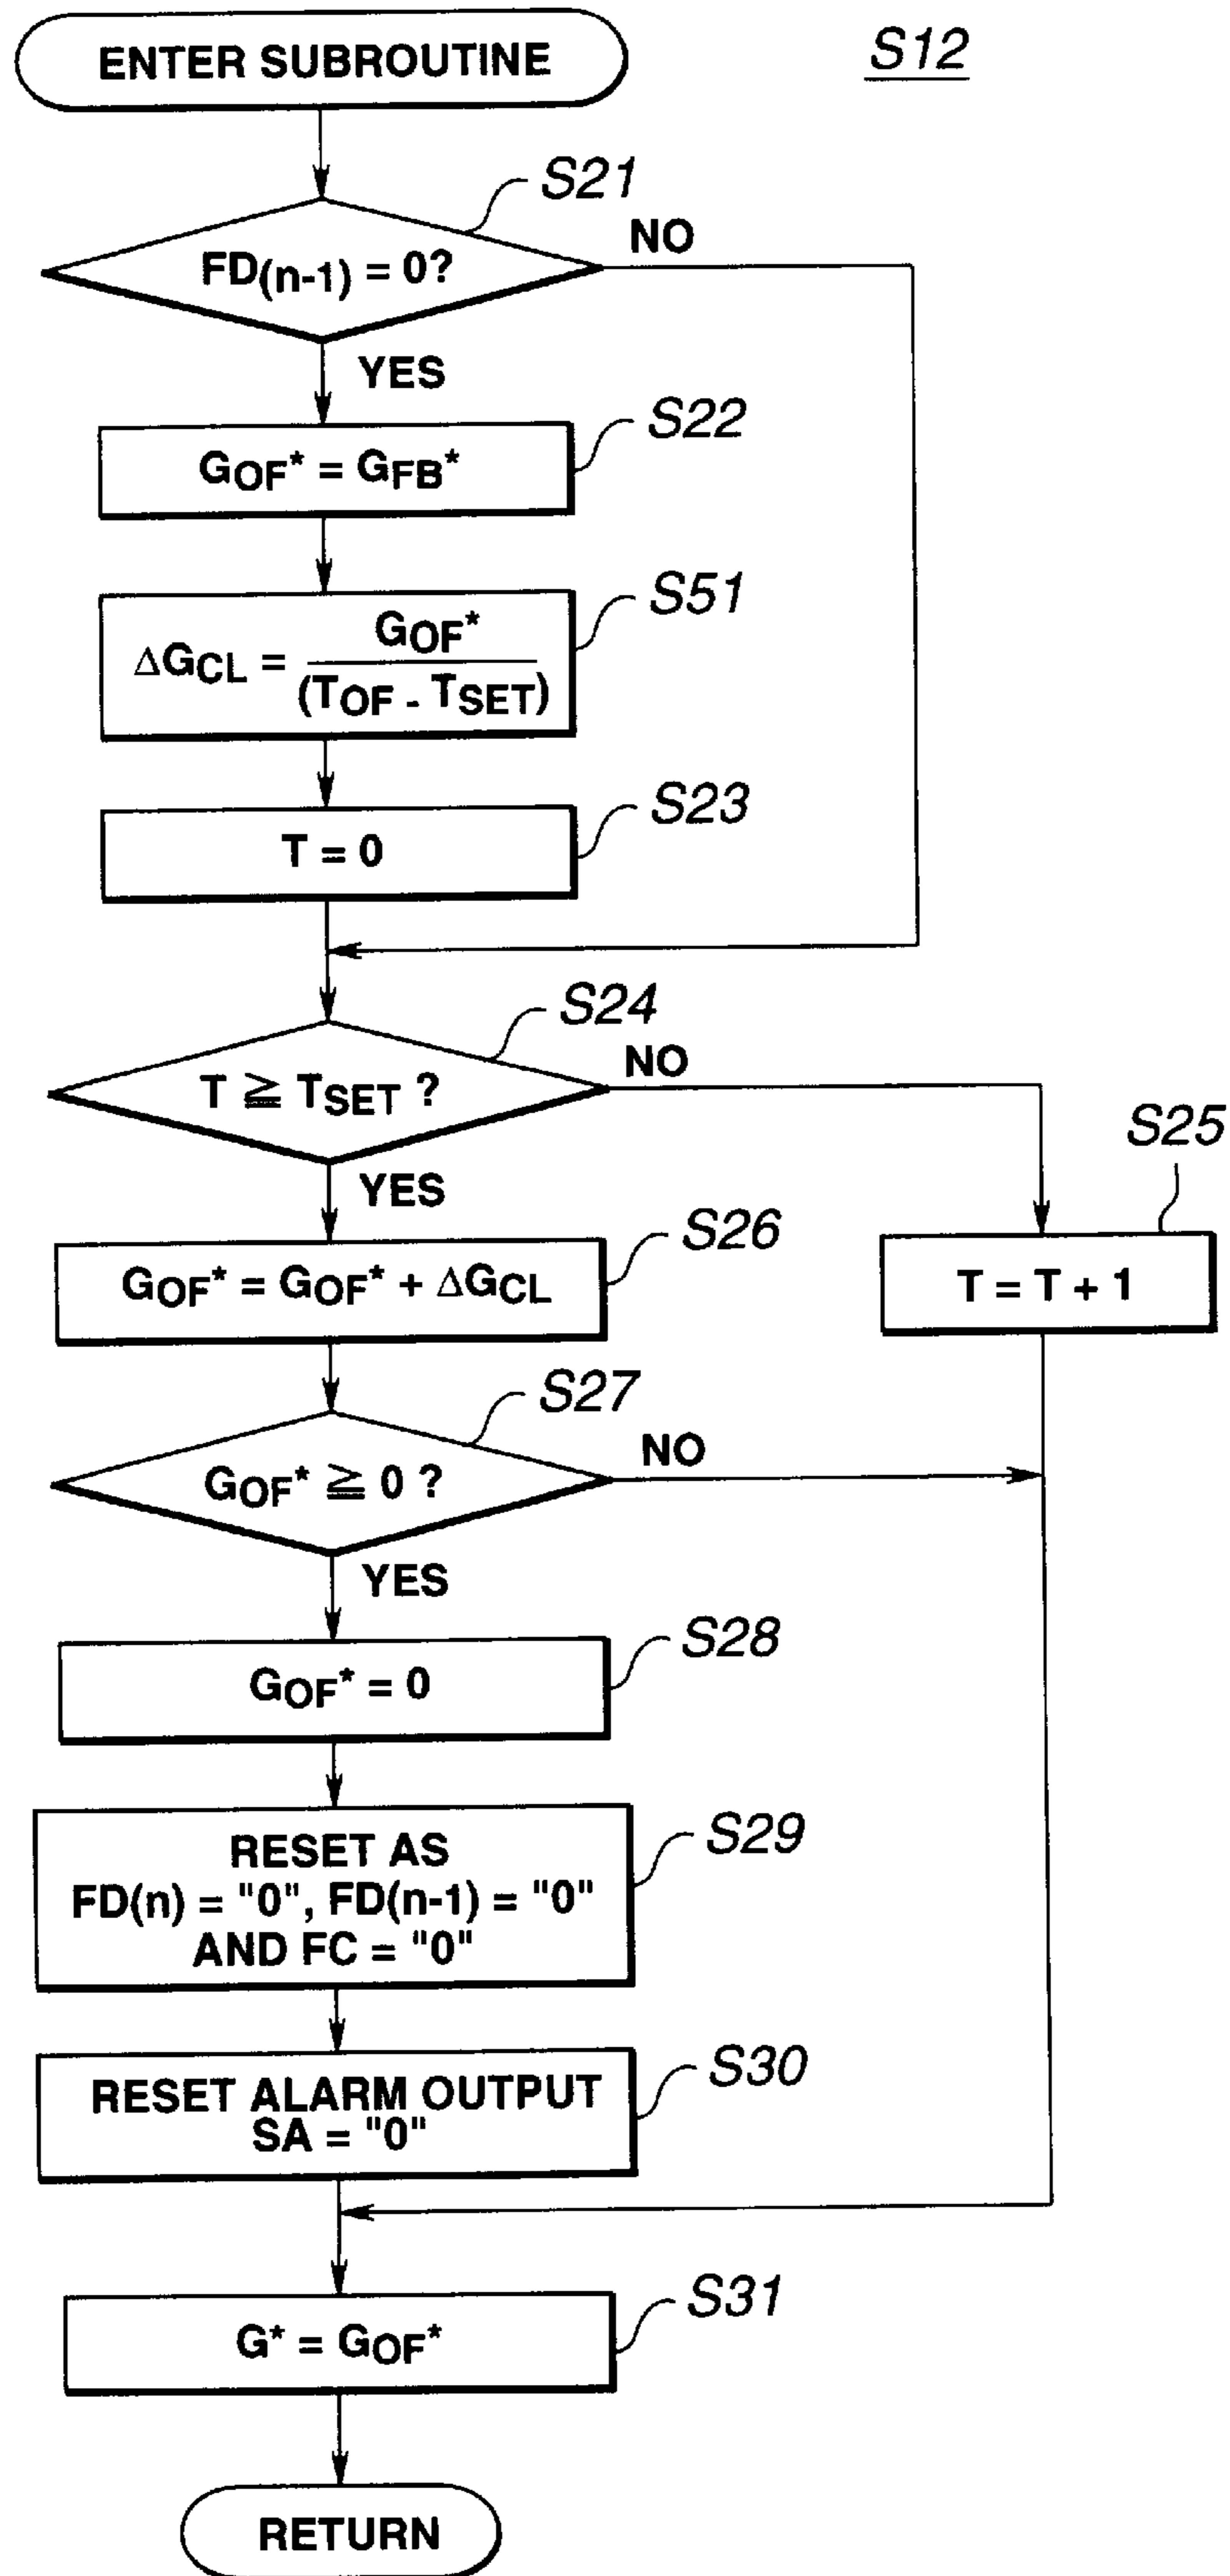 ENTER SUBROUTINE
S12
S21
FD(n-1) = 0?
NO
YES
S22
GOF* = GFB*
S51
ΔGCL = GOF* / (TOF - TSET)
S23
T = 0
S24
T ≧ TSET ?
NO
YES
S25
T = T + 1
S26
GOF* = GOF* + ΔGCL
S27
GOF* ≧ 0 ?
NO
YES
S28
GOF* = 0
S29
RESET AS
FD(n) = "0", FD(n-1) = "0"
AND FC = "0"
S30
RESET ALARM OUTPUT
SA = "0"
S31
G* = GOF*
RETURN